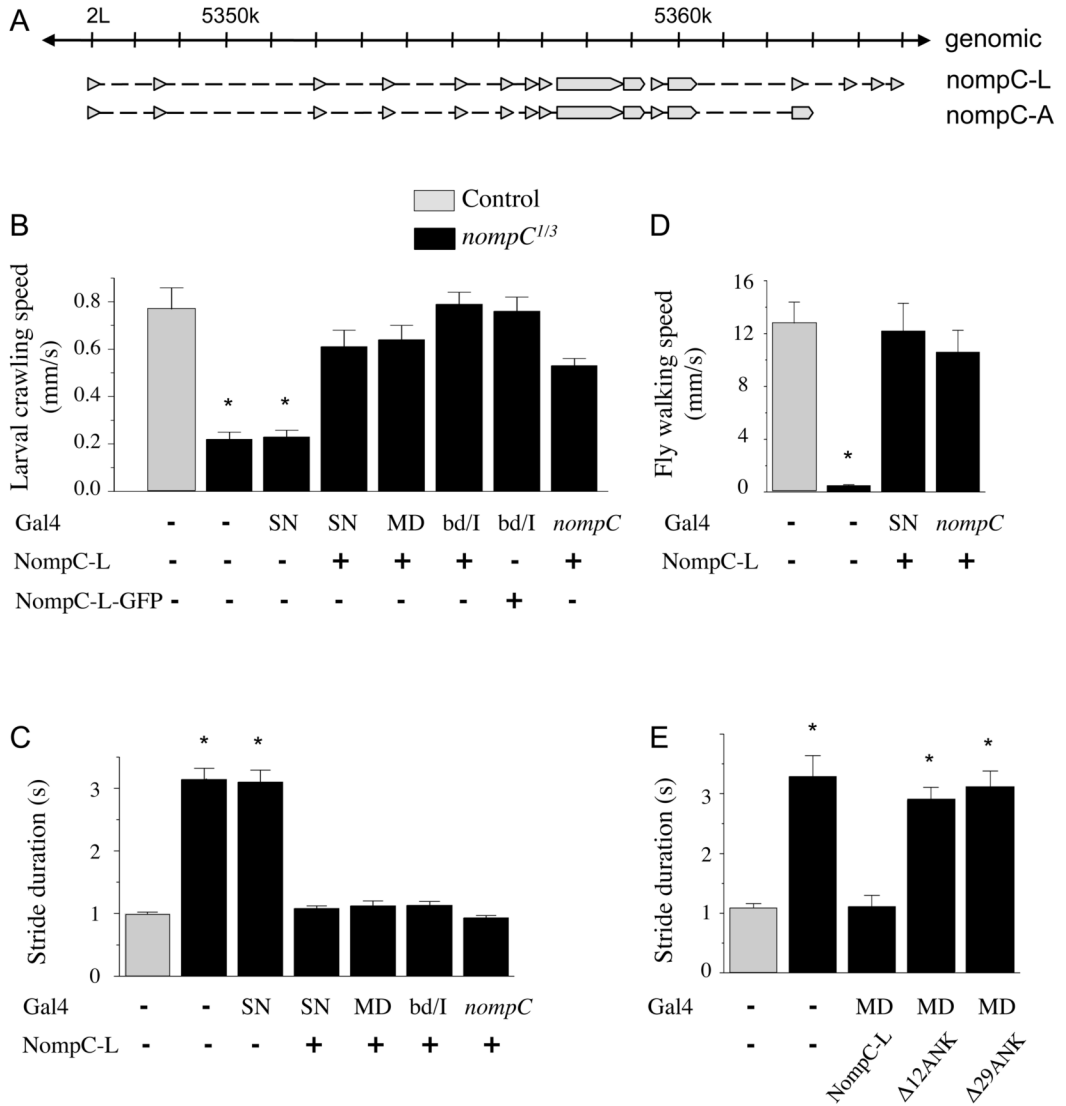 A
2L 5350k 5360k
genomic
nompC-L
nompC-A
Control
nompC1/3
B
Larval crawling speed
(mm/s)
0.8
0.6
0.4
0.2
0.0
* *
Gal4 - - SN SN MD bd/I bd/I nompC
NompC-L - - - + + + - +
NompC-L-GFP - - - - - - + -
D
Fly walking speed
(mm/s)
16
12
8
4
0
*
Gal4 - - SN nompC
NompC-L - - + +
C
Stride duration (s)
3
2
1
0
* *
Gal4 - - SN SN MD bd/I nompC
NompC-L - - - + + + +
E
Stride duration (s)
3
2
1
0
* * *
Gal4 - - MD MD MD
- - NompC-L Δ12ANK Δ29ANK